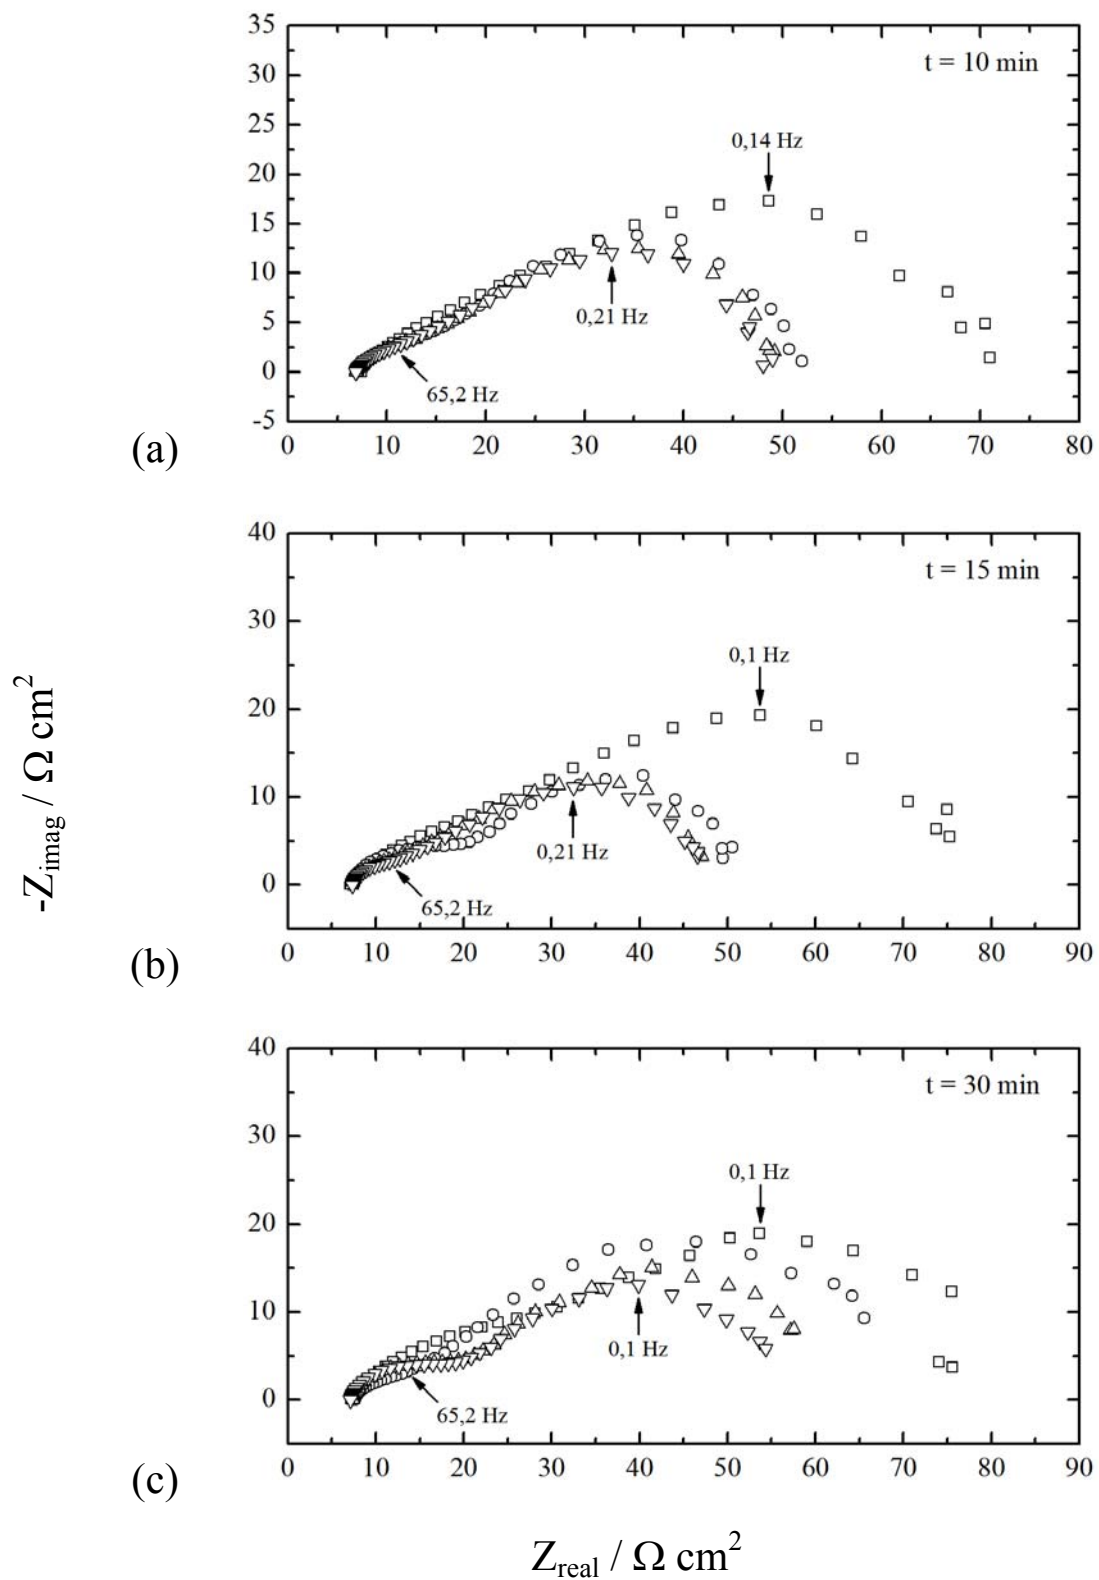 35
30
25
20
15
10
5
0
-5
t = 10 min
0,14 Hz
0,21 Hz
65,2 Hz
0 10 20 30 40 50 60 70 80
(a)
40
30
20
10
0
t = 15 min
0,1 Hz
0,21 Hz
65,2 Hz
0 10 20 30 40 50 60 70 80 90
(b)
-Z_imag / Ω cm²
40
30
20
10
0
t = 30 min
0,1 Hz
0,1 Hz
65,2 Hz
0 10 20 30 40 50 60 70 80 90
(c)
Z_real / Ω cm²